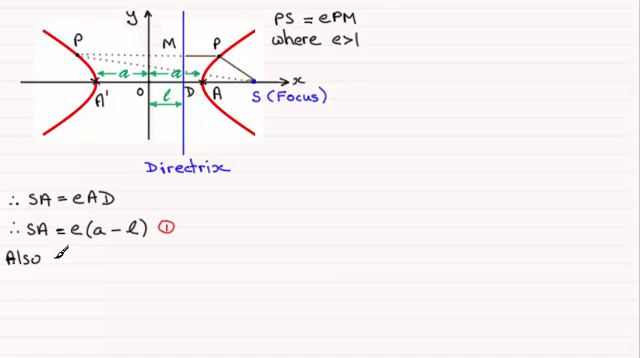 y
PS = ePM
where e>1
P M P
a a
x
A' O D A S (Focus)
l
Directrix
∴ SA = eAD
∴ SA = e(a - l) ①
Also